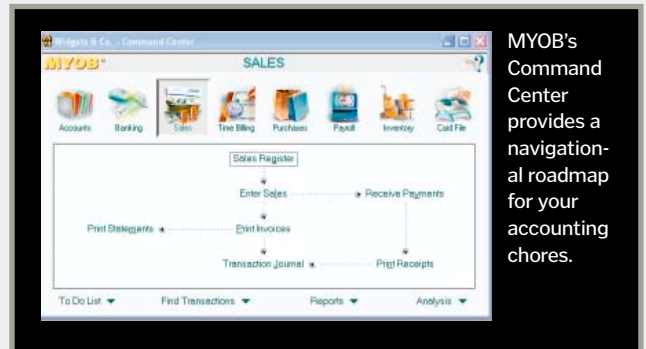 Widgets & Co. - Command Center
MYOB
SALES
?
Accounts
Banking
Sales
Time Billing
Purchases
Payroll
Inventory
Card File
Sales Register
Enter Sales
Receive Payments
Print Statements
Print Invoices
Transaction Journal
Print Receipts
To Do List
Find Transactions
Reports
Analysis
MYOB's
Command
Center
provides a
navigation-
al roadmap
for your
accounting
chores.